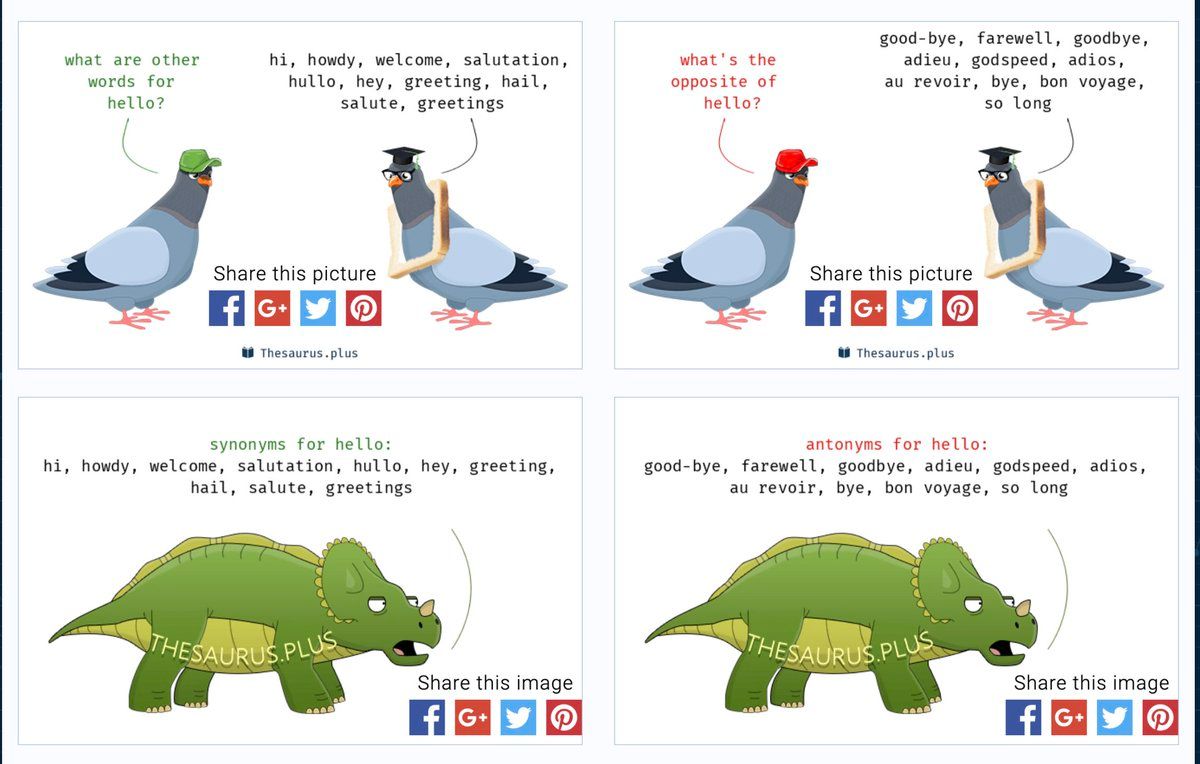 what are other
words for
hello?
hi, howdy, welcome, salutation,
hullo, hey, greeting, hail,
salute, greetings
Share this picture
f G+
Thesaurus.plus
what's the
opposite of
hello?
good-bye, farewell, goodbye,
adieu, godspeed, adios,
au revoir, bye, bon voyage,
so long
Share this picture
f G+
Thesaurus.plus
synonyms for hello:
hi, howdy, welcome, salutation, hullo, hey, greeting,
hail, salute, greetings
THESAURUS.PLUS
Share this image
f G+
antonyms for hello:
good-bye, farewell, goodbye, adieu, godspeed, adios,
au revoir, bye, bon voyage, so long
THESAURUS.PLUS
Share this image
f G+